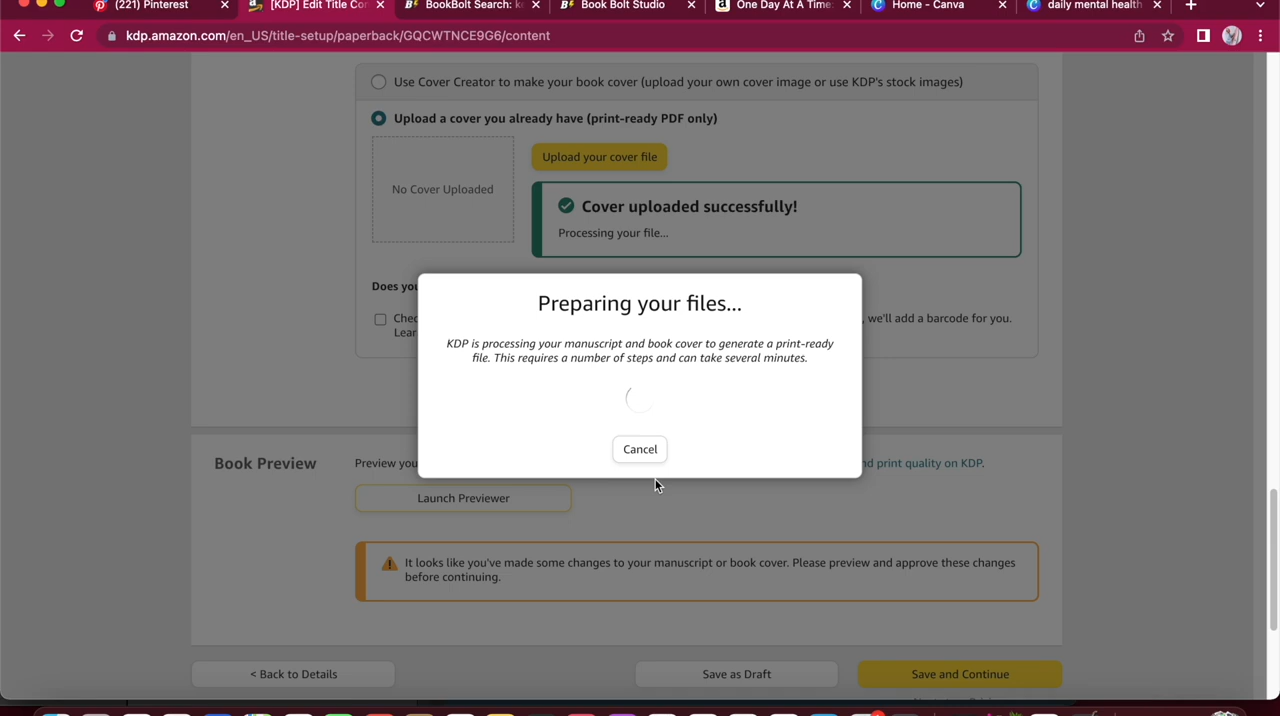 (221) Pinterest
[KDP] Edit Title Co
BookBolt Search: ke
Book Bolt Studio
One Day At A Time:
Home - Canva
daily mental health
kdp.amazon.com/en_US/title-setup/paperback/GQCWTNCE9G6/content
Use Cover Creator to make your book cover (upload your own cover image or use KDP's stock images)
Upload a cover you already have (print-ready PDF only)
No Cover Uploaded
Upload your cover file
Cover uploaded successfully!
Processing your file...
Does you
Chec
, we'll add a barcode for you.
Lear
Preparing your files...
KDP is processing your manuscript and book cover to generate a print-ready
file. This requires a number of steps and can take several minutes.
Cancel
Book Preview
Preview you
nd print quality on KDP.
Launch Previewer
It looks like you've made some changes to your manuscript or book cover. Please preview and approve these changes
before continuing.
< Back to Details
Save as Draft
Save and Continue